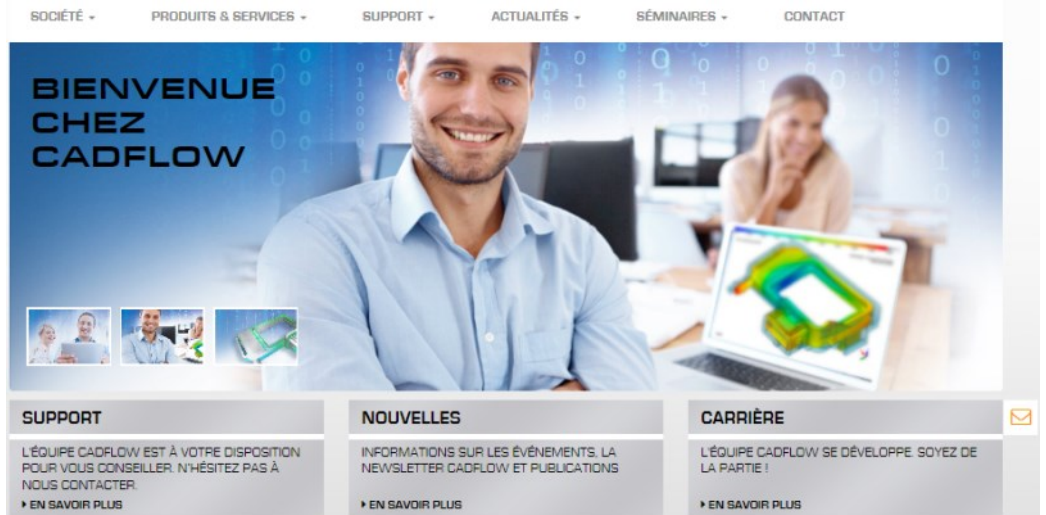 SOCIÉTÉ
PRODUITS & SERVICES
SUPPORT
ACTUALITÉS
SÉMINAIRES
CONTACT
BIENVENUE
CHEZ
CADFLOW
SUPPORT
L'ÉQUIPE CADFLOW EST À VOTRE DISPOSITION
POUR VOUS CONSEILLER. N'HÉSITEZ PAS À
NOUS CONTACTER.
EN SAVOIR PLUS
NOUVELLES
INFORMATIONS SUR LES ÉVÉNEMENTS, LA
NEWSLETTER CADFLOW ET PUBLICATIONS
EN SAVOIR PLUS
CARRIÈRE
L'ÉQUIPE CADFLOW SE DÉVELOPPE. SOYEZ DE
LA PARTIE !
EN SAVOIR PLUS